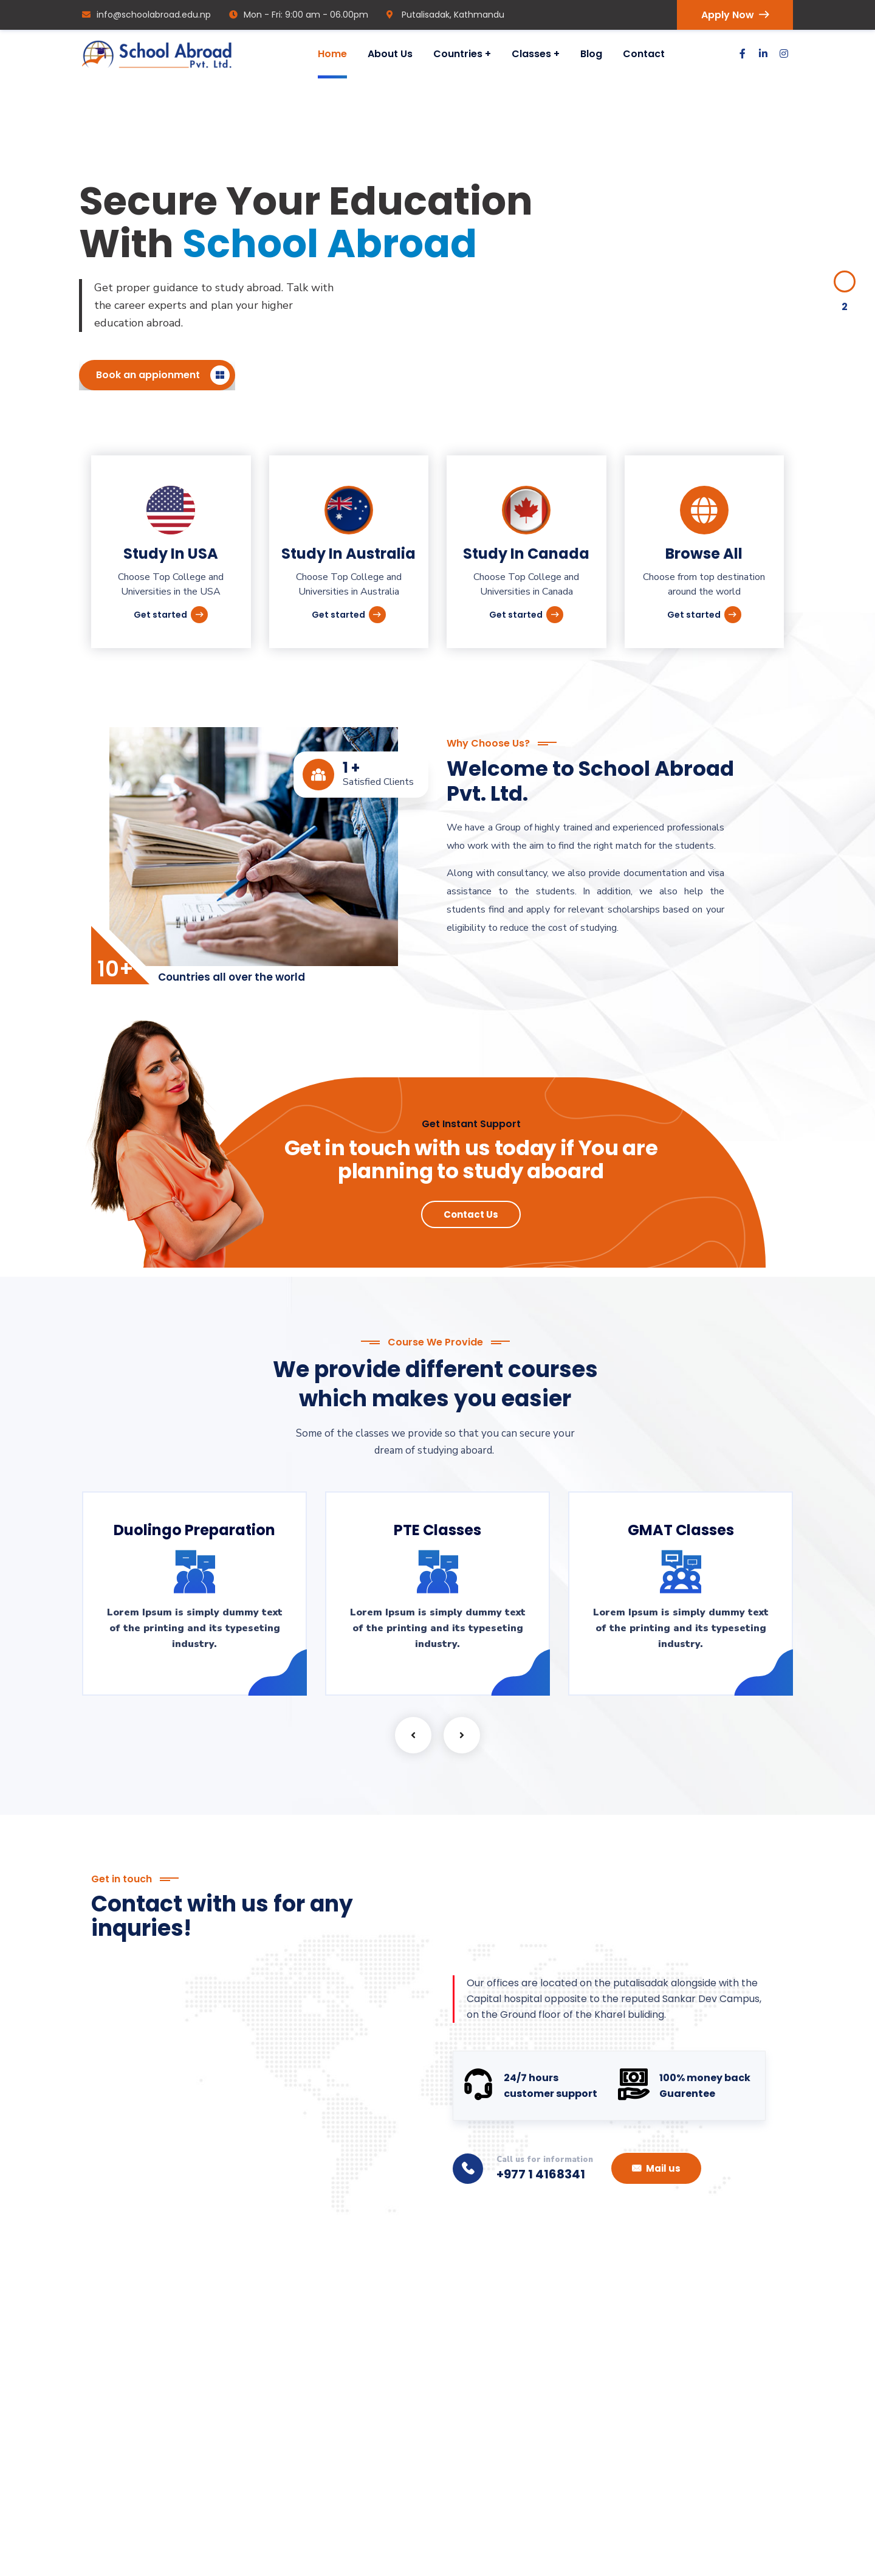 info@schoolabroad.edu.np
Mon - Fri: 9:00 am - 06.00pm
Putalisadak, Kathmandu
Apply Now
School Abroad
Pvt. Ltd.
Home
About Us
Countries +
Classes +
Blog
Contact
Secure Your Education
With School Abroad
Get proper guidance to study abroad. Talk with
the career experts and plan your higher
education abroad.
2
Book an appionment
Study In USA
Choose Top College and
Universities in the USA
Get started
Study In Australia
Choose Top College and
Universities in Australia
Get started
Study In Canada
Choose Top College and
Universities in Canada
Get started
Browse All
Choose from top destination
around the world
Get started
1 +
Satisfied Clients
10+
Countries all over the world
Why Choose Us?
Welcome to School Abroad
Pvt. Ltd.
We have a Group of highly trained and experienced professionals
who work with the aim to find the right match for the students.
Along with consultancy, we also provide documentation and visa
assistance to the students. In addition, we also help the
students find and apply for relevant scholarships based on your
eligibility to reduce the cost of studying.
Get Instant Support
Get in touch with us today if You are
planning to study aboard
Contact Us
Course We Provide
We provide different courses
which makes you easier
Some of the classes we provide so that you can secure your
dream of studying aboard.
Duolingo Preparation
Lorem Ipsum is simply dummy text
of the printing and its typeseting
industry.
PTE Classes
Lorem Ipsum is simply dummy text
of the printing and its typeseting
industry.
GMAT Classes
Lorem Ipsum is simply dummy text
of the printing and its typeseting
industry.
Get in touch
Contact with us for any
inquries!
Our offices are located on the putalisadak alongside with the
Capital hospital opposite to the reputed Sankar Dev Campus,
on the Ground floor of the Kharel buliding.
24/7 hours
customer support
100% money back
Guarentee
Call us for information
+977 1 4168341
Mail us